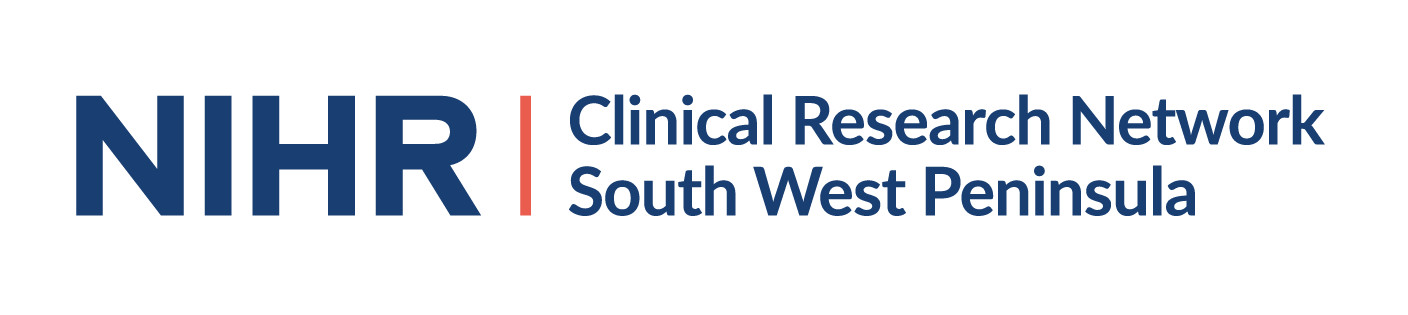 NIHR
Clinical Research Network
South West Peninsula